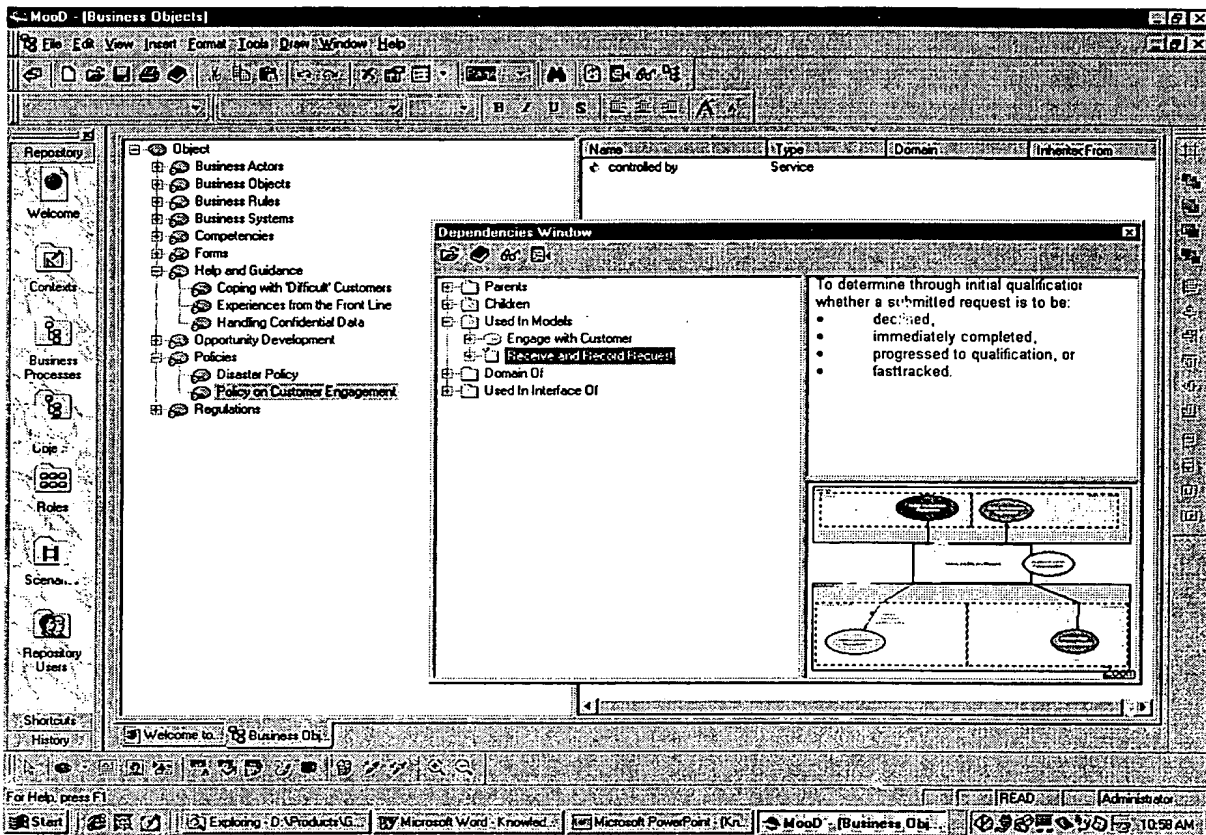 MooD - [Business Objects]
File Edit View Insert Format Tools Draw Window Help
B I U S
Repository
Welcome
Contexts
Business
Processes
Roles
Repository
Users
Shortcuts
History
Object
Business Actors
Business Objects
Business Rules
Business Systems
Competencies
Forms
Help and Guidance
Coping with 'Difficult' Customers
Experiences from the Front Line
Handling Confidential Data
Opportunity Development
Policies
Disaster Policy
Policy on Customer Engagement
Regulations
Name Type Domain Inherited From
controlled by Service
Dependencies Window
Parents
Children
Used In Models
Engage with Customer
Receive and Record Request
Domain Of
Used In Interface Of
To determine through initial qualification
whether a submitted request is to be:
• declined,
• immediately completed,
• progressed to qualification, or
• fasttracked.
Zoom
Welcome to... Business Obj...
For Help, press F1 READ Administrator
Start Exploring - D:\Products\G... Microsoft Word - Knowled... Microsoft PowerPoint - [Kn... MooD - [Business Obj... 10:58 AM